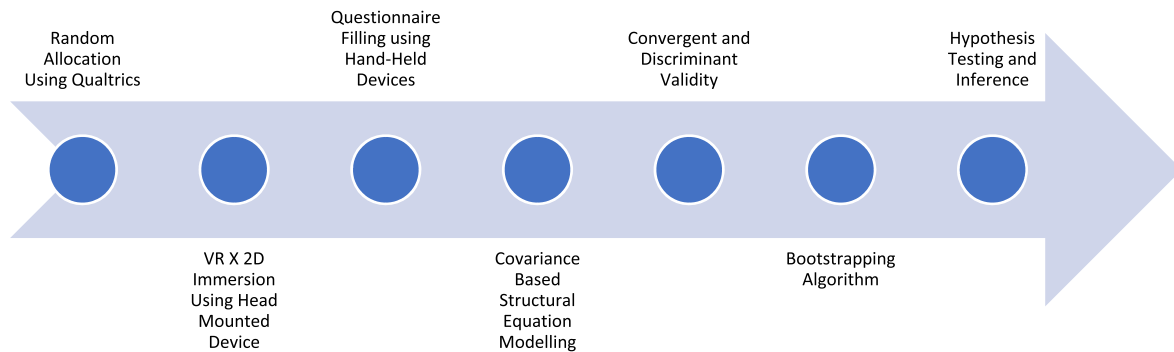 Random
Allocation
Using Qualtrics
VR X 2D
Immersion
Using Head
Mounted
Device
Questionnaire
Filling using
Hand-Held
Devices
Covariance
Based
Structural
Equation
Modelling
Convergent and
Discriminant
Validity
Bootstrapping
Algorithm
Hypothesis
Testing and
Inference